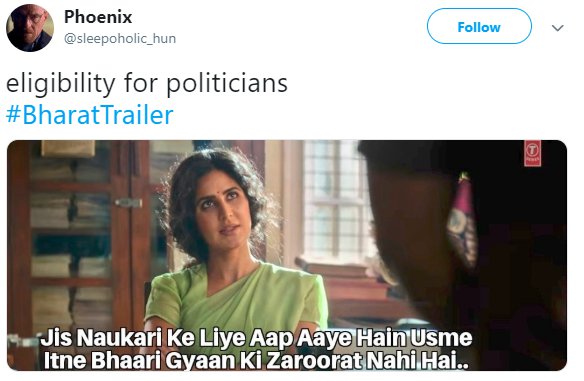 Phoenix
@sleepoholic_hun
Follow
eligibility for politicians
#BharatTrailer
T
Jis Naukari Ke Liye Aap Aaye Hain Usme
Itne Bhaari Gyaan Ki Zaroorat Nahi Hai..